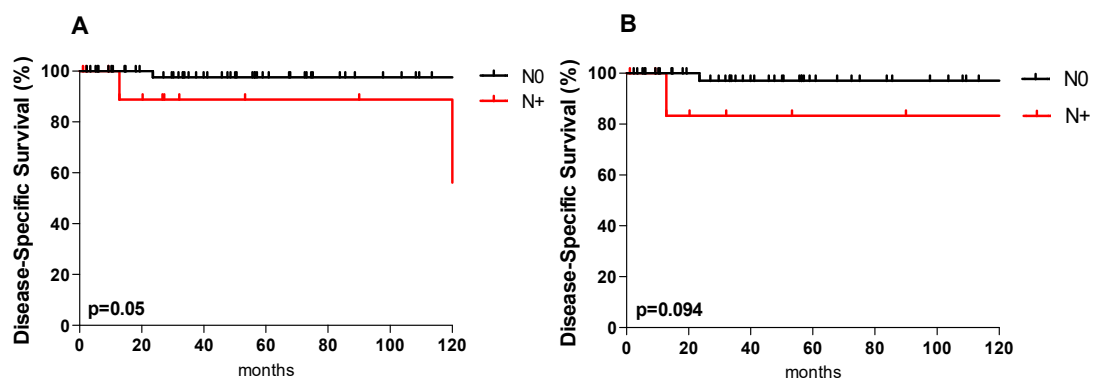 A
Disease-Specific Survival (%)
100
80
60
40
20
0
p=0.05
0 20 40 60 80 100 120
months
N0
N+
B
Disease-Specific Survival (%)
100
80
60
40
20
0
p=0.094
0 20 40 60 80 100 120
months
N0
N+